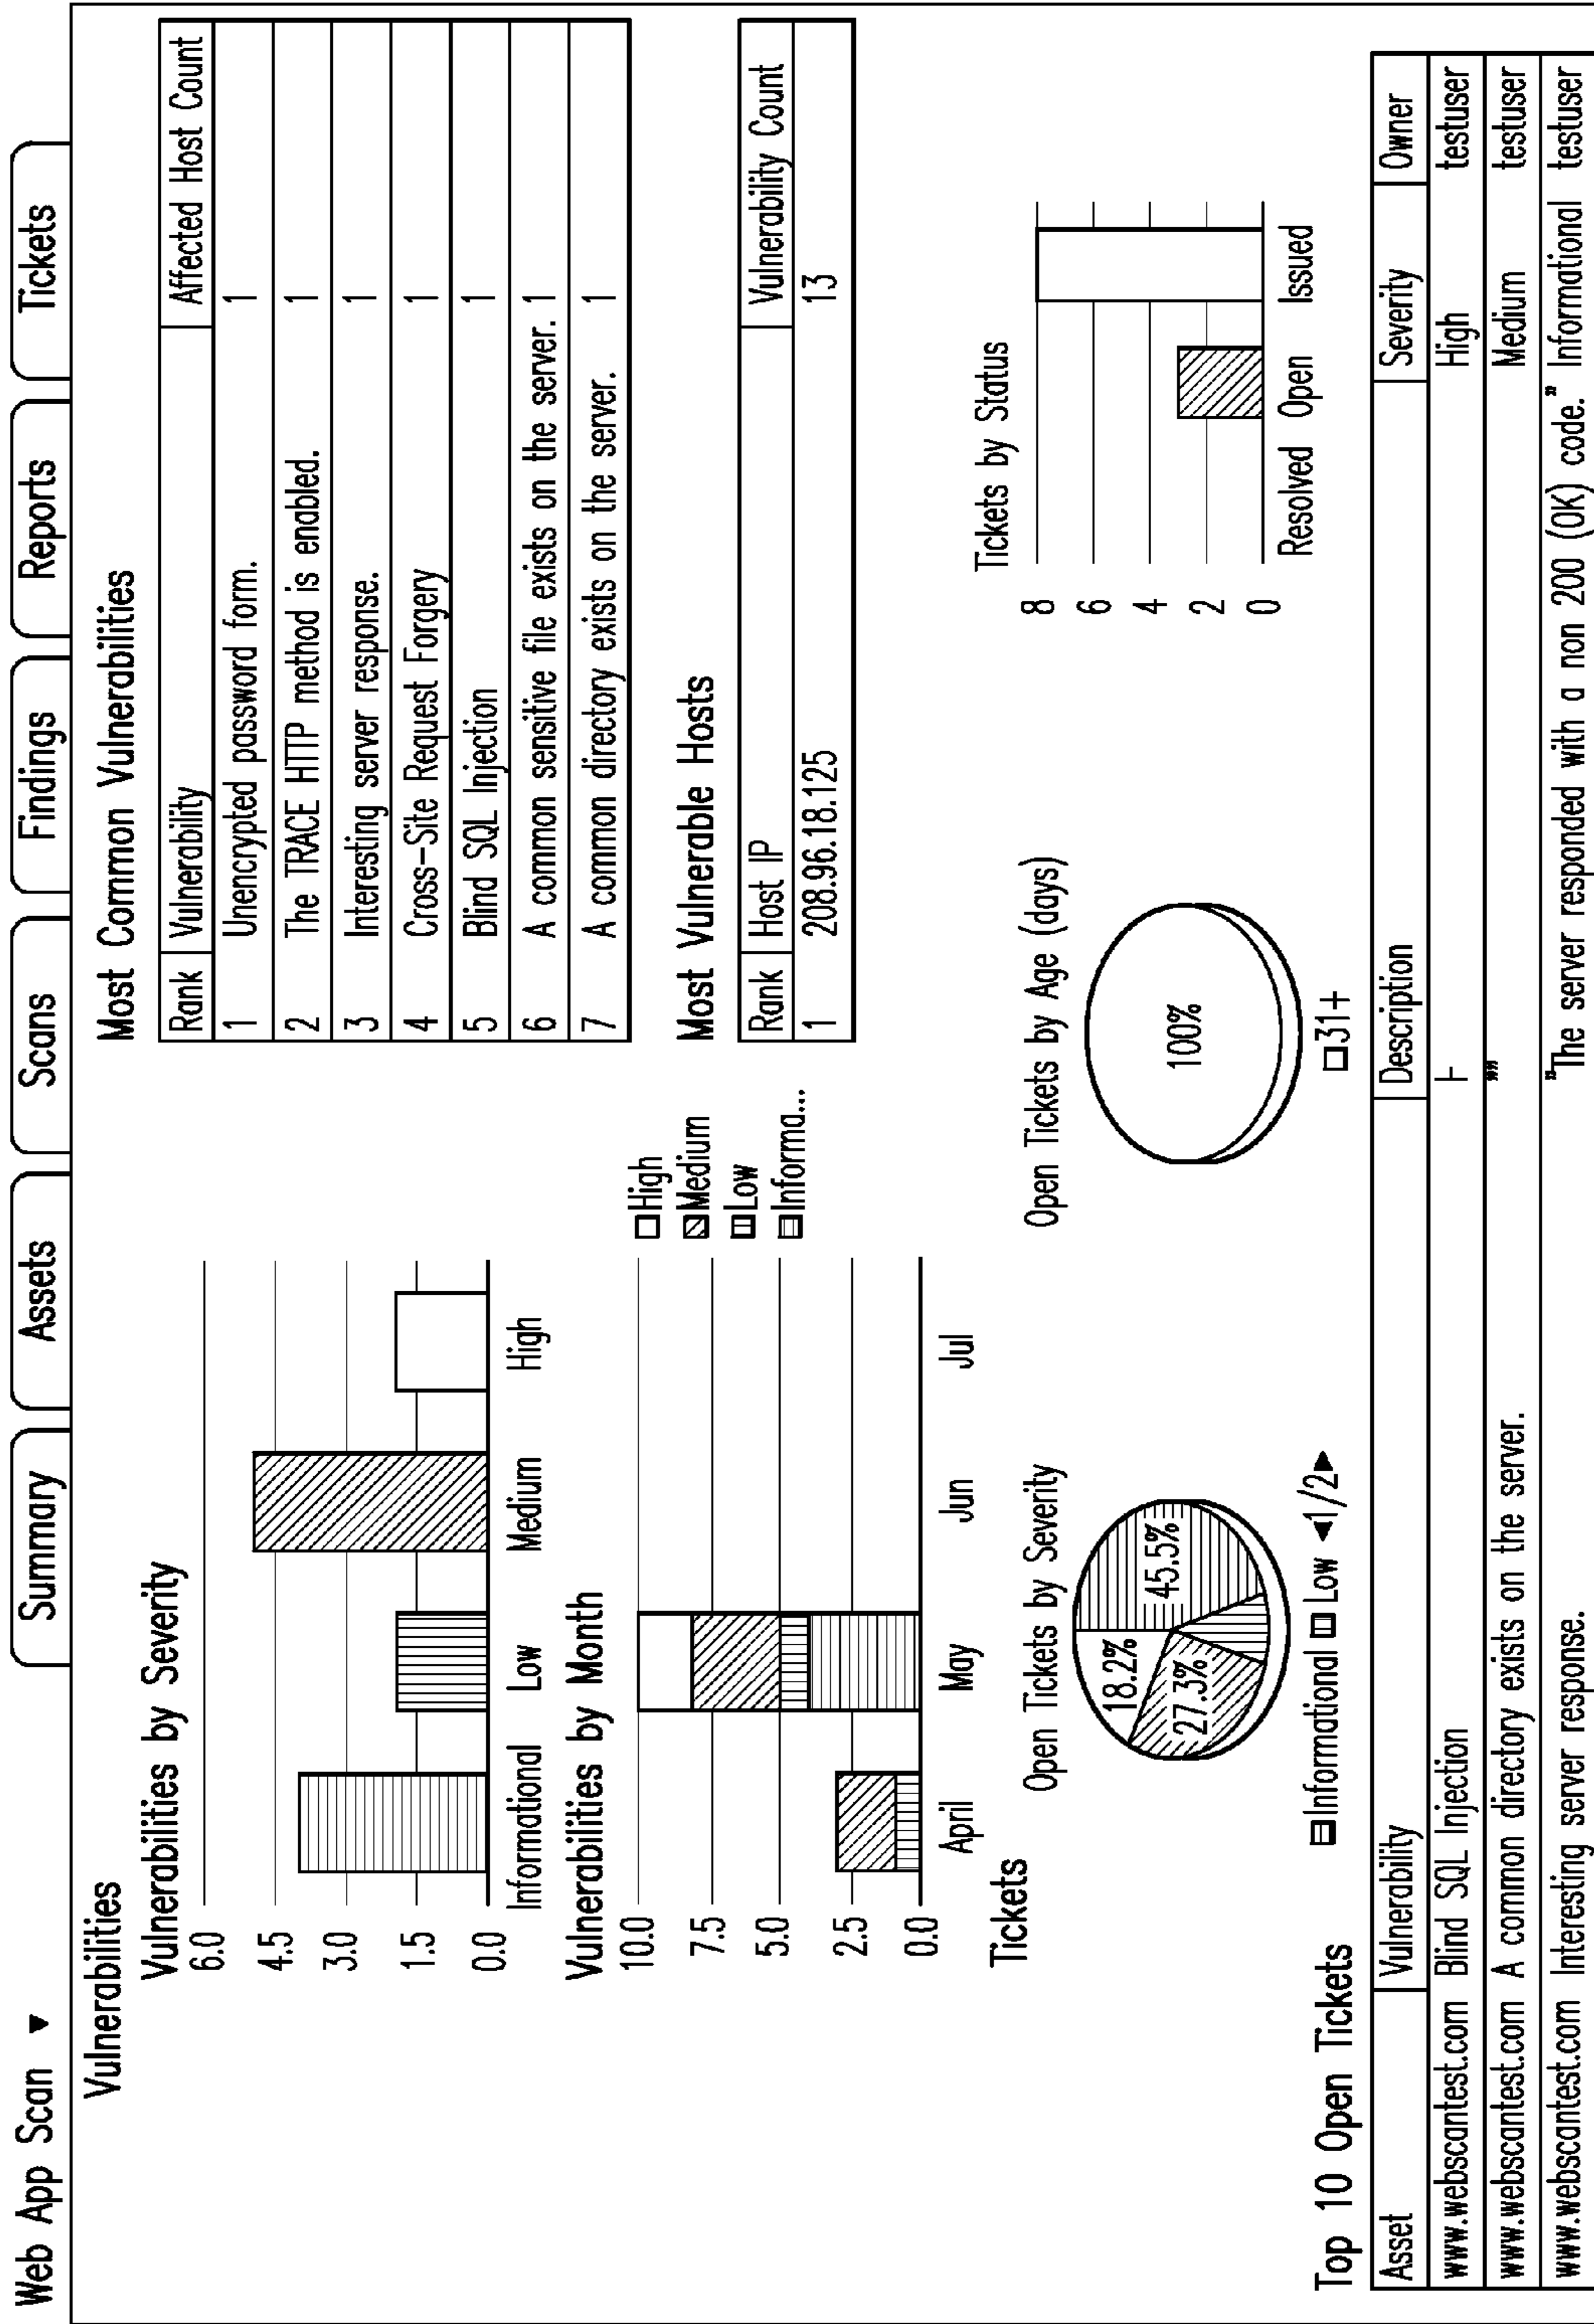 Web App Scan ▼
Summary
Assets
Scans
Findings
Reports
Tickets
Vulnerabilities
Vulnerabilities by Severity
6.0
4.5
3.0
1.5
0.0
Informational Low Medium High
Vulnerabilities by Month
10.0
7.5
5.0
2.5
0.0
April May Jun Jul
High
Medium
Low
Informa...
Most Common Vulnerabilities
Rank Vulnerability Affected Host Count
1 Unencrypted password form. 1
2 The TRACE HTTP method is enabled. 1
3 Interesting server response. 1
4 Cross-Site Request Forgery 1
5 Blind SQL Injection 1
6 A common sensitive file exists on the server. 1
7 A common directory exists on the server. 1
Most Vulnerable Hosts
Rank Host IP Vulnerability Count
1 208.96.18.125 13
Tickets
Open Tickets by Severity
18.2%
45.5%
27.3%
Informational Low ◄1/2►
Open Tickets by Age (days)
100%
31+
Tickets by Status
8
6
4
2
0
Resolved Open Issued
Top 10 Open Tickets
Asset Vulnerability Description Severity Owner
www.webscantest.com Blind SQL Injection ⊢ High testuser
www.webscantest.com A common directory exists on the server. "" Medium testuser
www.webscantest.com Interesting server response. "The server responded with a non 200 (OK) code." Informational testuser